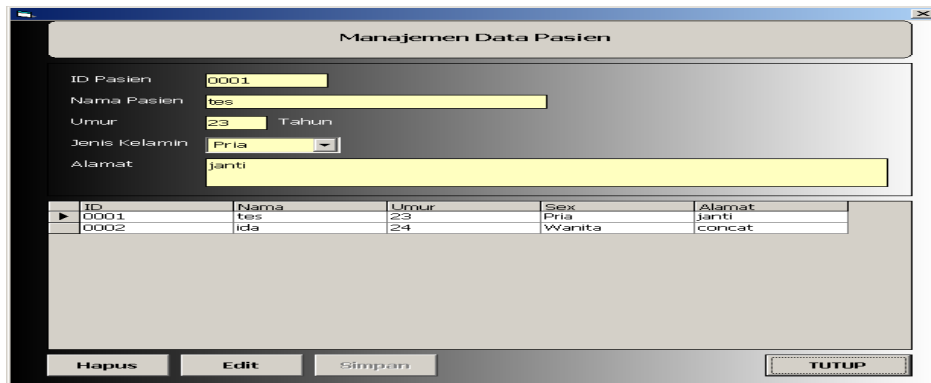 Manajemen Data Pasien
ID Pasien 0001
Nama Pasien tes
Umur 23 Tahun
Jenis Kelamin Pria
Alamat janti
ID Nama Umur Sex Alamat
0001 tes 23 Pria janti
0002 ida 24 Wanita concat
Hapus Edit Simpan TUTUP